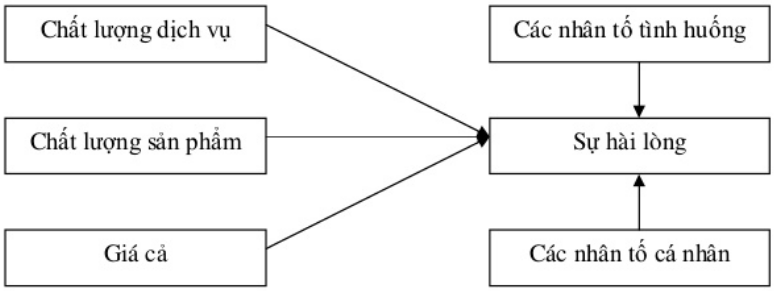 Chất lượng dịch vụ
Các nhân tố tình huống
Chất lượng sản phẩm
Sự hài lòng
Giá cả
Các nhân tố cá nhân